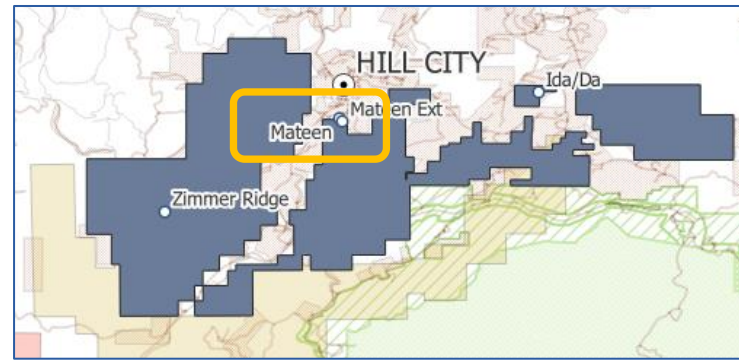 HILL CITY
Ida/Da
Mateen Ext
Mateen
Zimmer Ridge